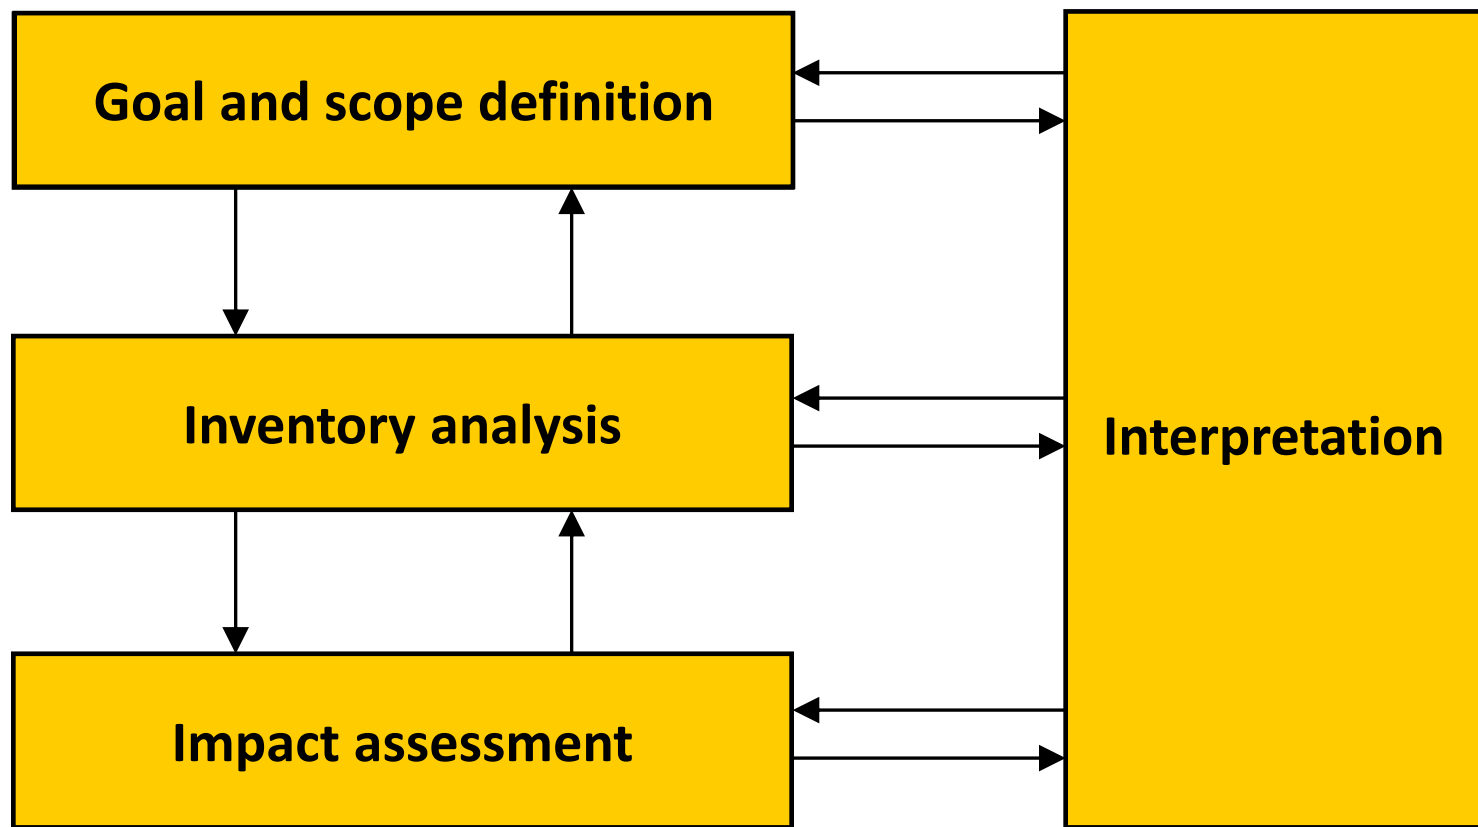 Goal and scope definition
Inventory analysis
Interpretation
Impact assessment